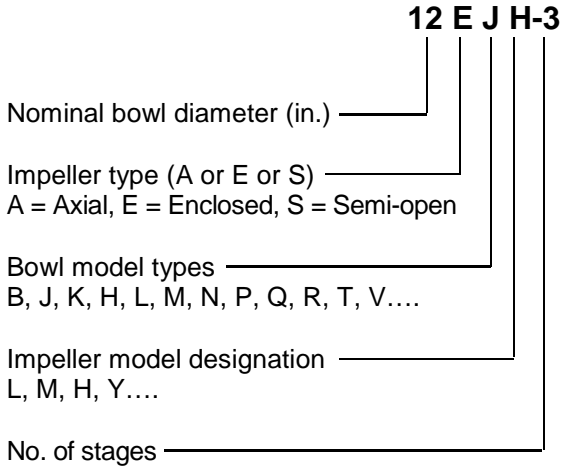 12 E J H-3
Nominal bowl diameter (in.)
Impeller type (A or E or S)
A = Axial, E = Enclosed, S = Semi-open
Bowl model types
B, J, K, H, L, M, N, P, Q, R, T, V....
Impeller model designation
L, M, H, Y....
No. of stages